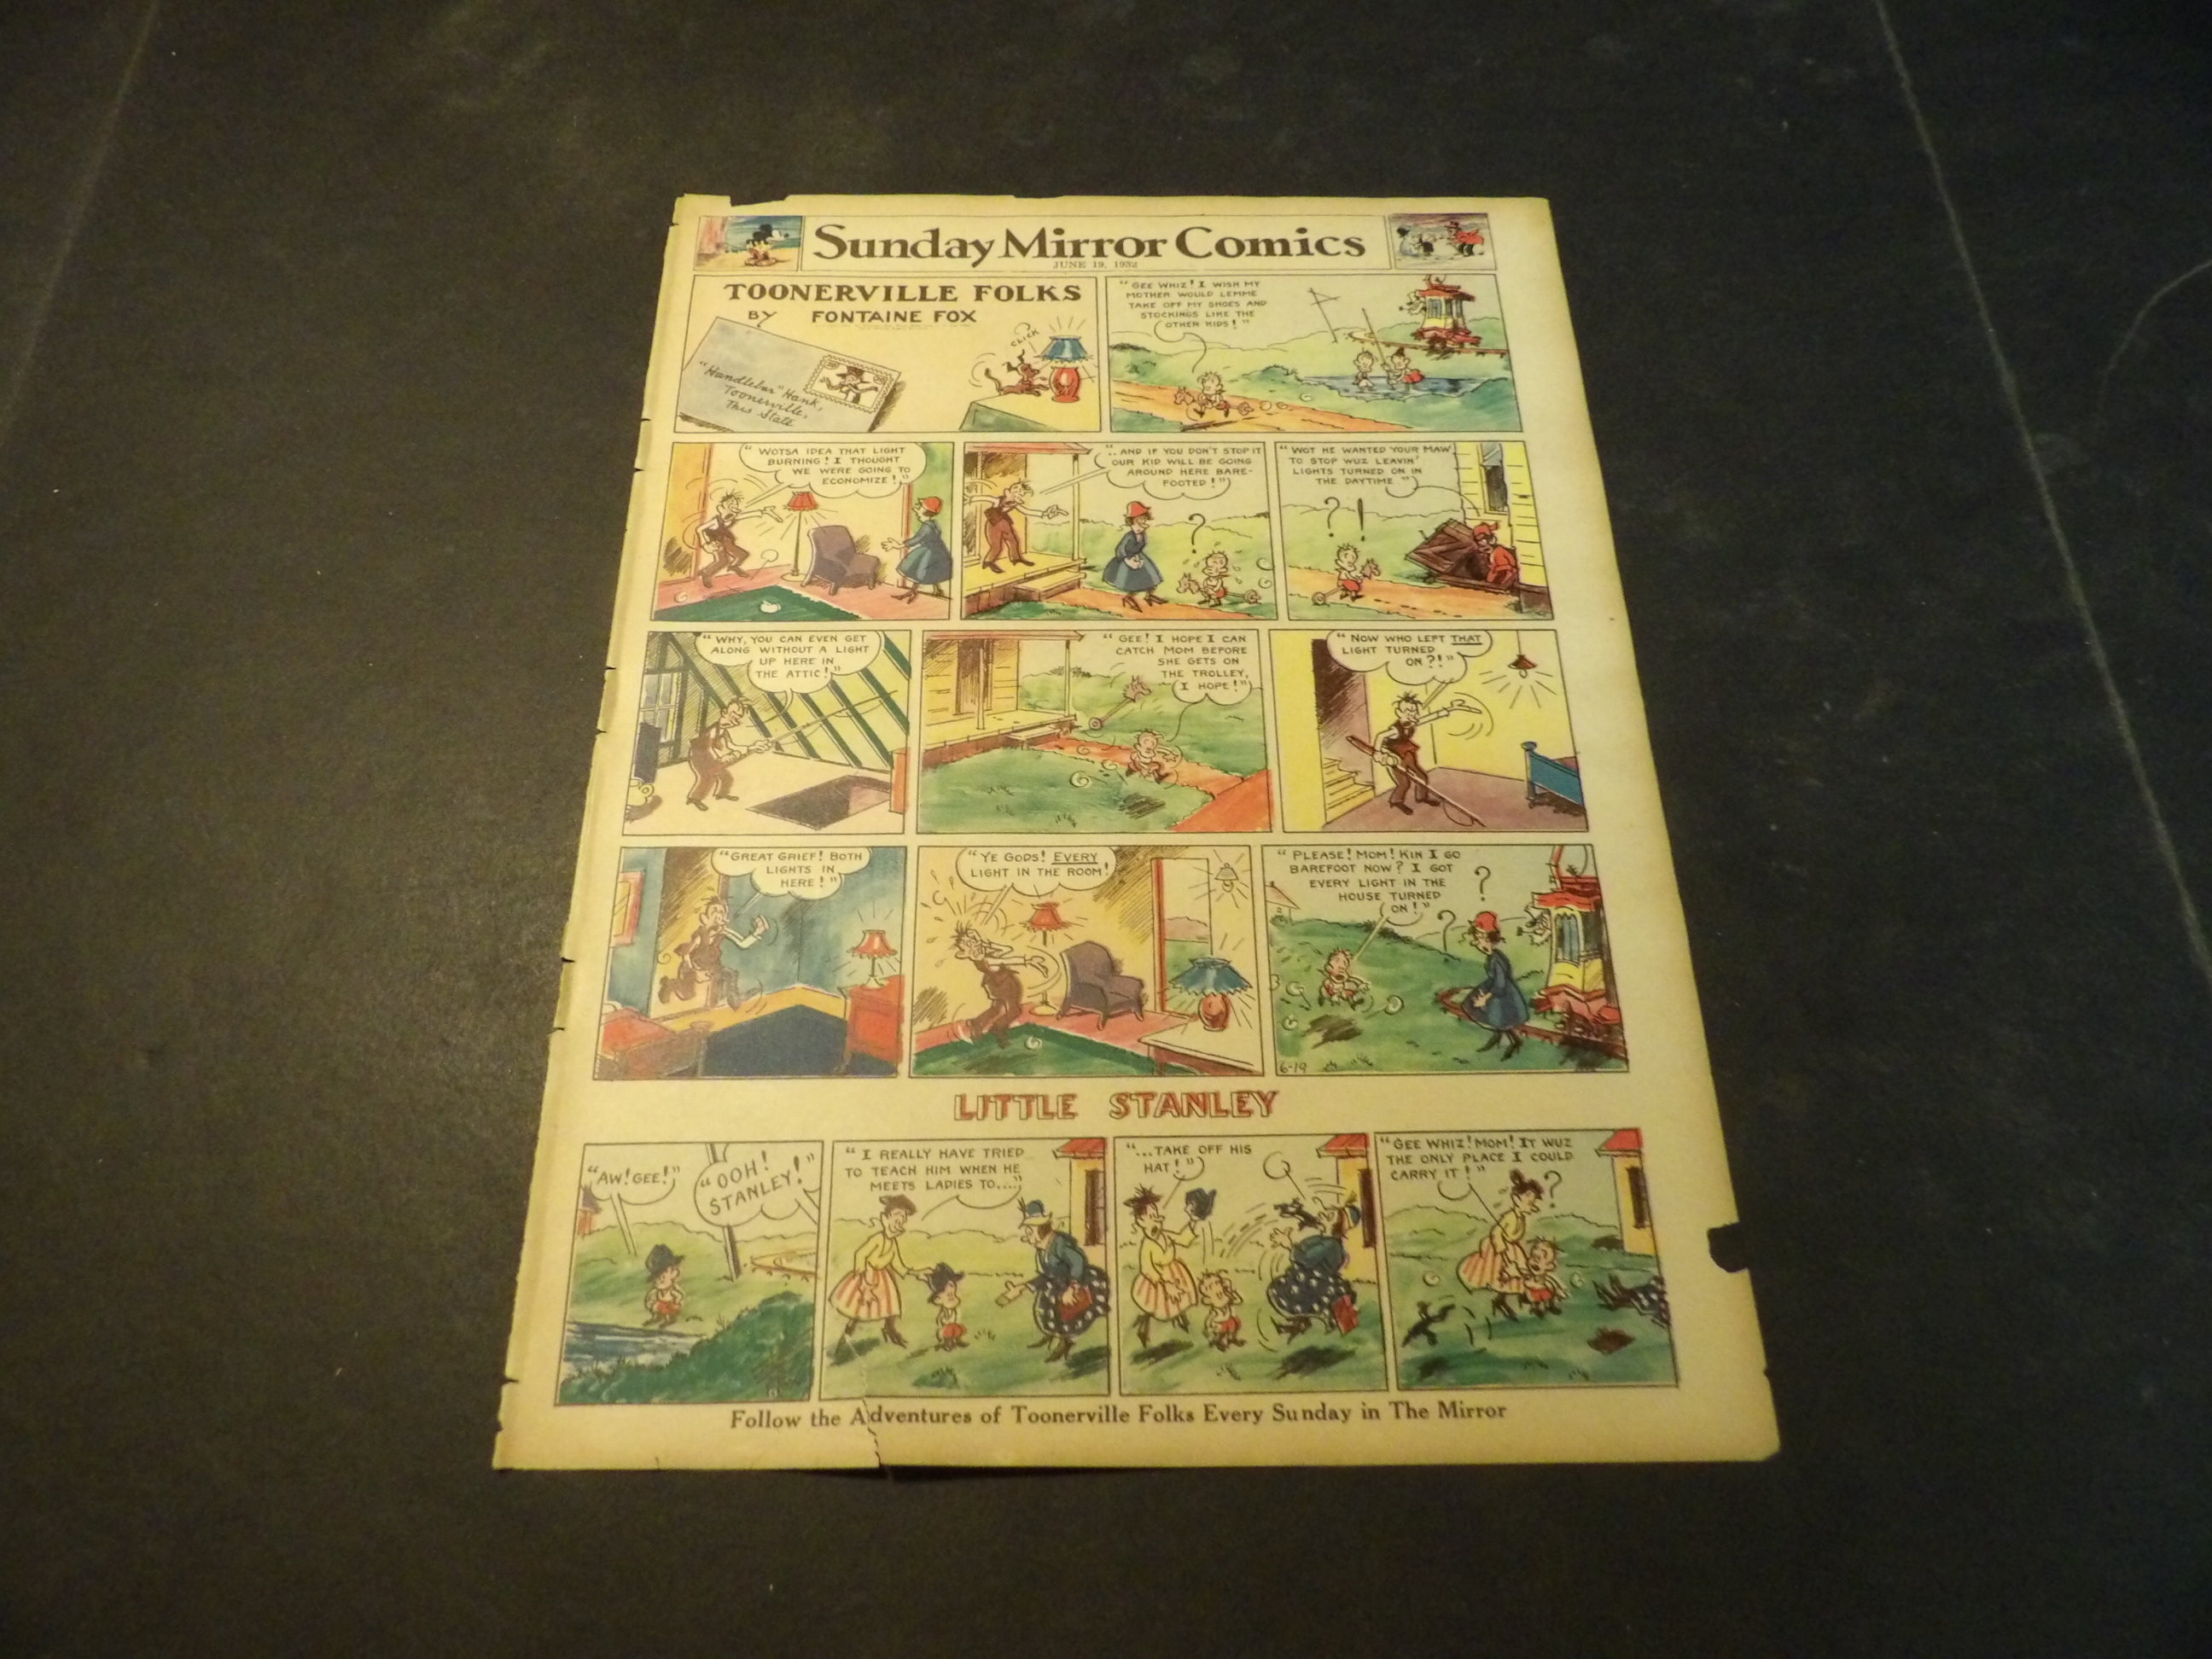 Sunday Mirror Comics
JUNE 19, 1932
TOONERVILLE FOLKS
BY FONTAINE FOX
"Handlebar" Hank,
Toonerville,
This State
CLICK
"GEE WHIZ! I WISH MY
MOTHER WOULD LEMME
TAKE OFF MY SHOES AND
STOCKINGS LIKE THE
OTHER KIDS!"
"WOTSA IDEA THAT LIGHT
BURNING! I THOUGHT
WE WERE GOING TO
ECONOMIZE!"
"..AND IF YOU DON'T STOP IT
OUR KID WILL BE GOING
AROUND HERE BARE-
FOOTED!"
?
"WOT HE WANTED YOUR MAW
TO STOP WUZ LEAVIN'
LIGHTS TURNED ON IN
THE DAYTIME"
? !
"WHY, YOU CAN EVEN GET
ALONG WITHOUT A LIGHT
UP HERE IN
THE ATTIC!"
"GEE! I HOPE I CAN
CATCH MOM BEFORE
SHE GETS ON
THE TROLLEY,
I HOPE!"
"NOW WHO LEFT THAT
LIGHT TURNED
ON?!"
"GREAT GRIEF! BOTH
LIGHTS IN
HERE!"
"YE GODS! EVERY
LIGHT IN THE ROOM!
"PLEASE! MOM! KIN I GO
BAREFOOT NOW? I GOT
EVERY LIGHT IN THE
HOUSE TURNED
ON!"
?
?
6-19
LITTLE STANLEY
"AW! GEE!"
"OOH!
STANLEY!"
"I REALLY HAVE TRIED
TO TEACH HIM WHEN HE
MEETS LADIES TO...."
"...TAKE OFF HIS
HAT!"
"GEE WHIZ! MOM! IT WUZ
THE ONLY PLACE I COULD
CARRY IT!"
?
Follow the Adventures of Toonerville Folks Every Sunday in The Mirror